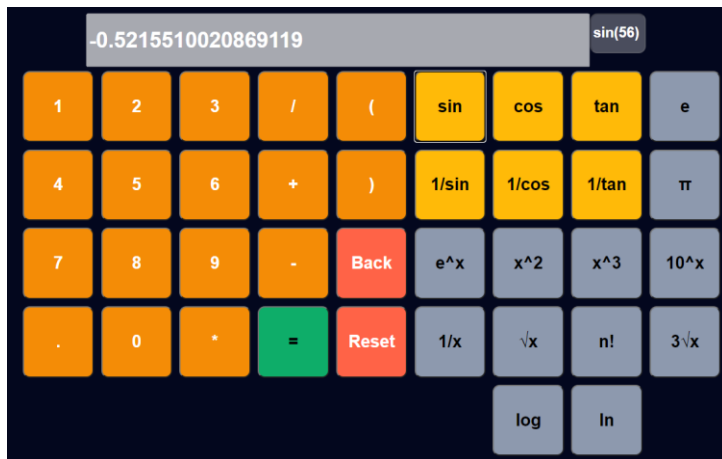 -0.5215510020869119 sin(56)
1 2 3 / ( sin cos tan e
4 5 6 + ) 1/sin 1/cos 1/tan π
7 8 9 - Back e^x x^2 x^3 10^x
. 0 * = Reset 1/x √x n! 3√x
log ln